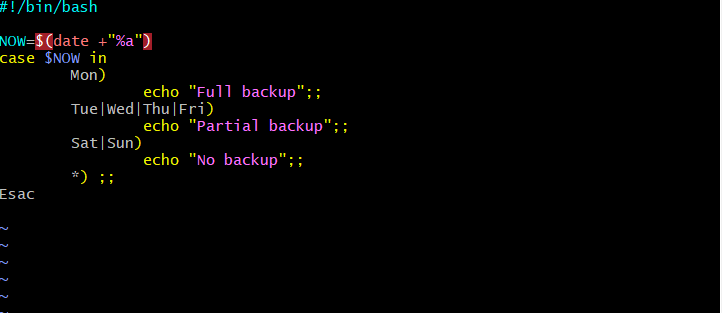 #!/bin/bash
NOW=$(date +"%a")
case $NOW in
        Mon)
                echo "Full backup";;
        Tue|Wed|Thu|Fri)
                echo "Partial backup";;
        Sat|Sun)
                echo "No backup";;
        *) ;;
Esac
~
~
~
~
~
~